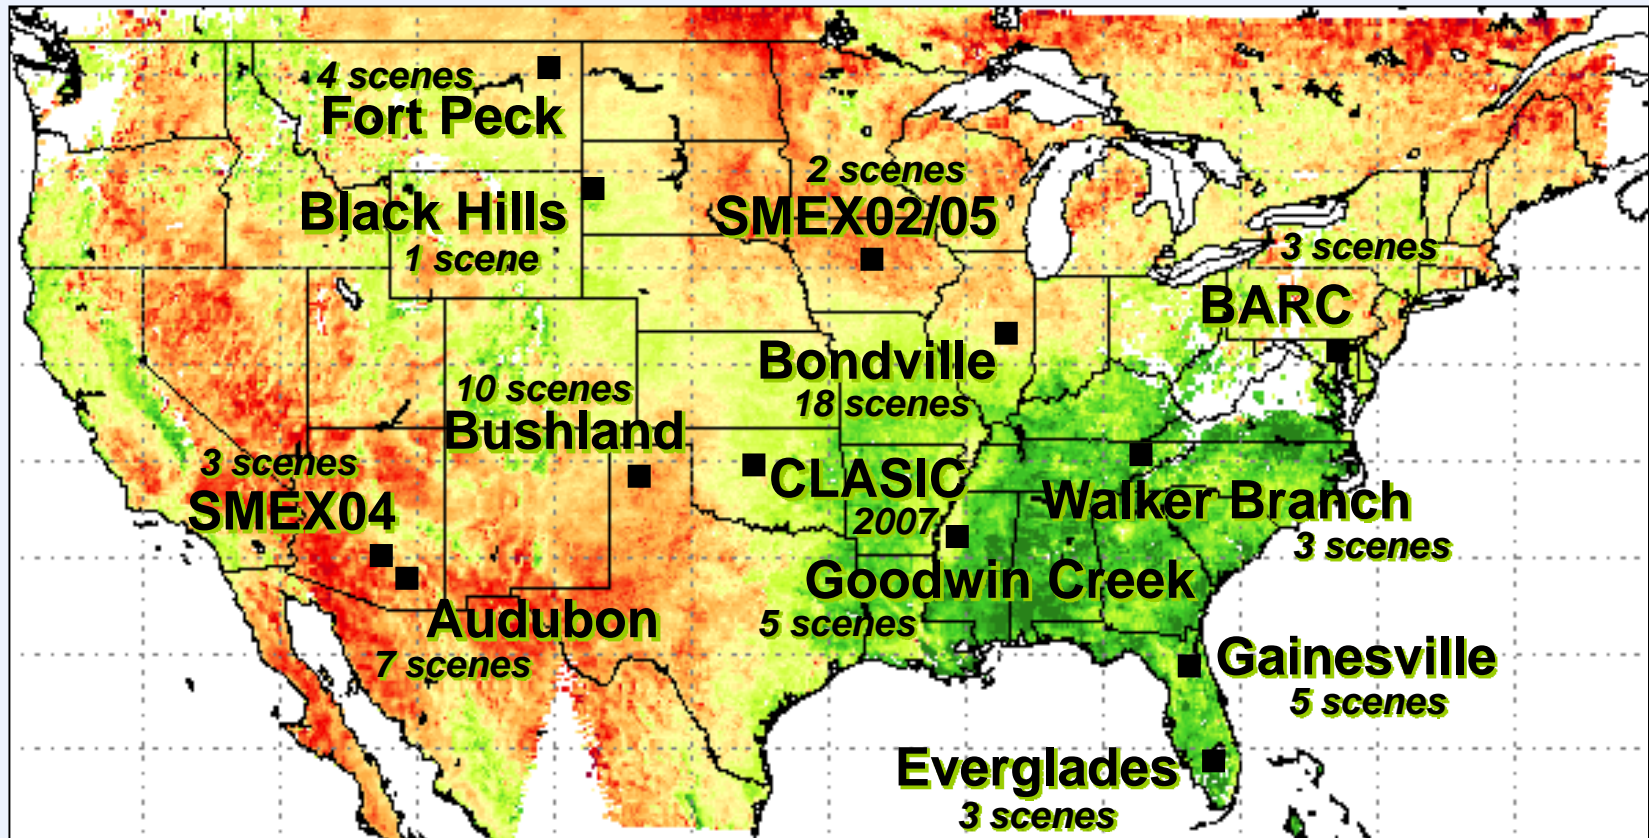 4 scenes
Fort Peck
Black Hills
1 scene
2 scenes
SMEX02/05
3 scenes
BARC
Bondville
18 scenes
10 scenes
Bushland
3 scenes
SMEX04
CLASIC
2007
Walker Branch
3 scenes
Goodwin Creek
5 scenes
Audubon
7 scenes
Gainesville
5 scenes
Everglades
3 scenes